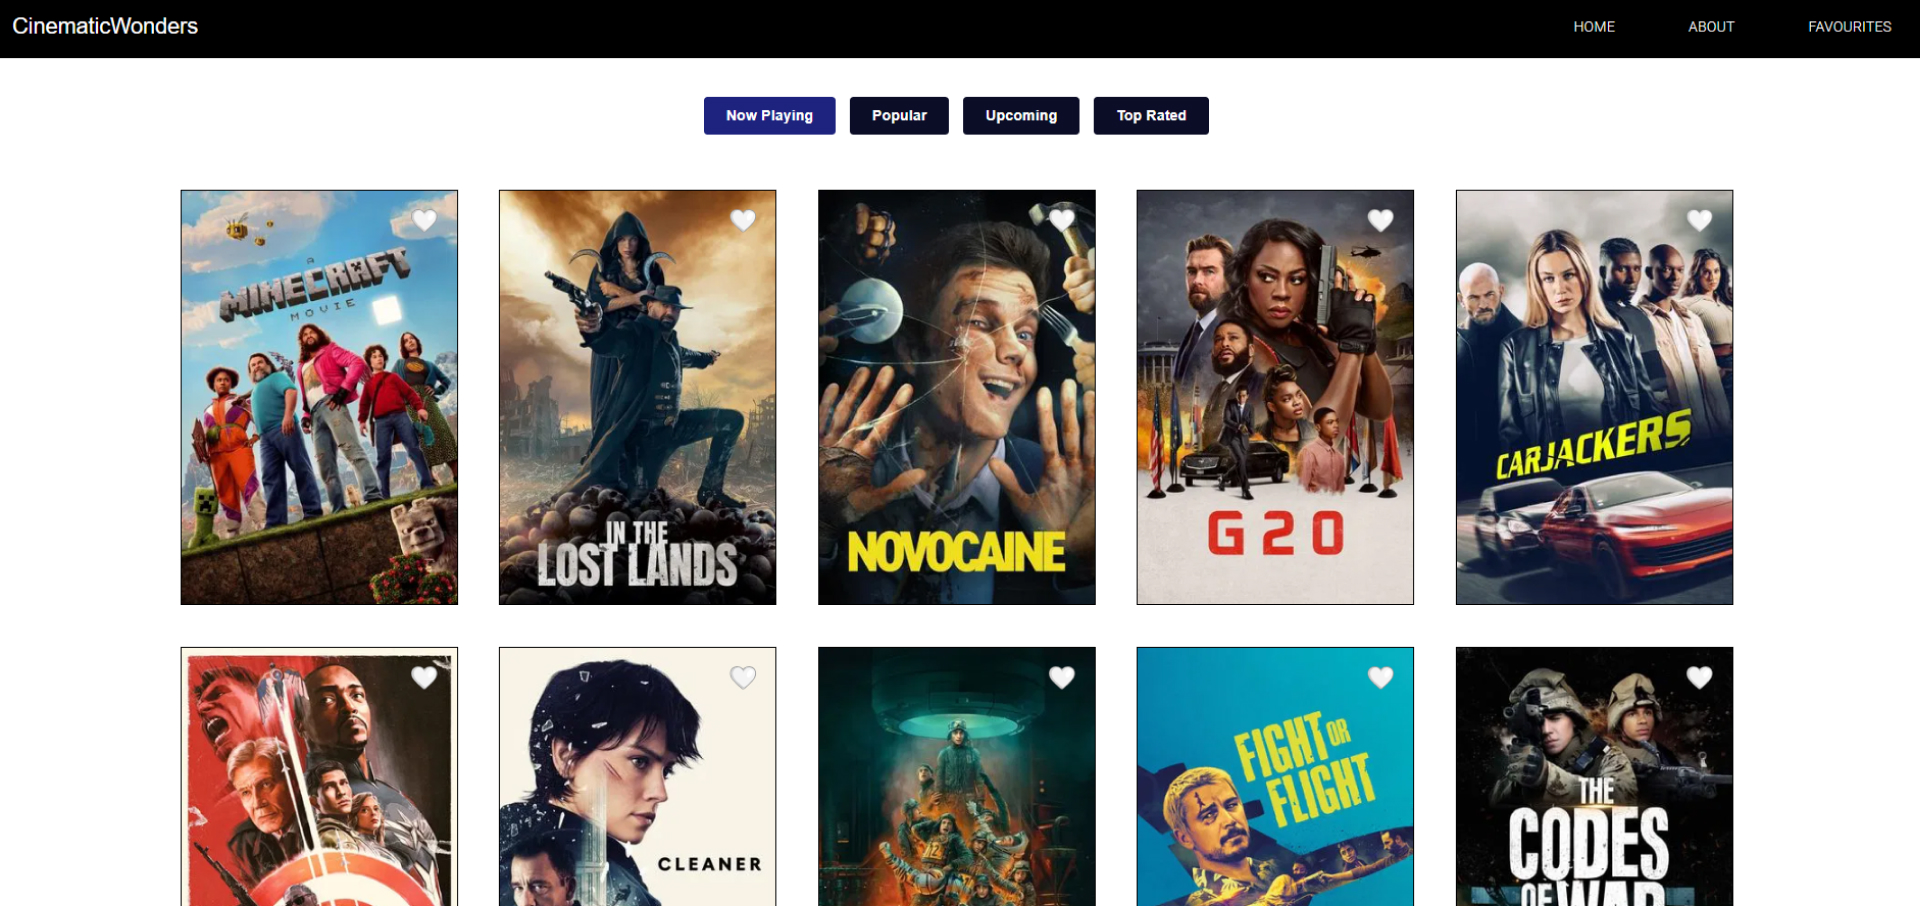 CinematicWonders
HOME
ABOUT
FAVOURITES
Now Playing
Popular
Upcoming
Top Rated
A
MINECRAFT
MOVIE
IN THE
LOST LANDS
NOVOCAINE
G20
CARJACKERS
CLEANER
FIGHT OR
FLIGHT
THE
CODES
OF WAR